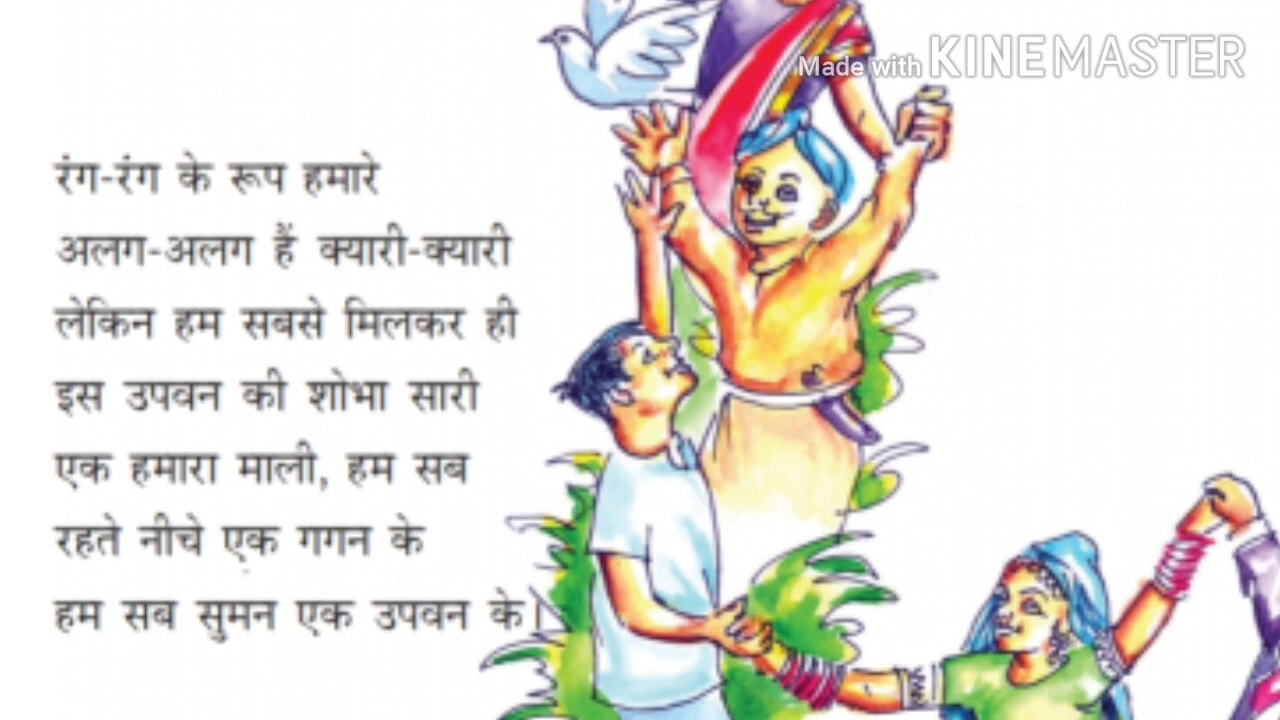 Made with KINEMASTER
रंग-रंग के रूप हमारे
अलग-अलग हैं क्यारी-क्यारी
लेकिन हम सबसे मिलकर ही
इस उपवन की शोभा सारी
एक हमारा माली, हम सब
रहते नीचे एक गगन के
हम सब सुमन एक उपवन के।